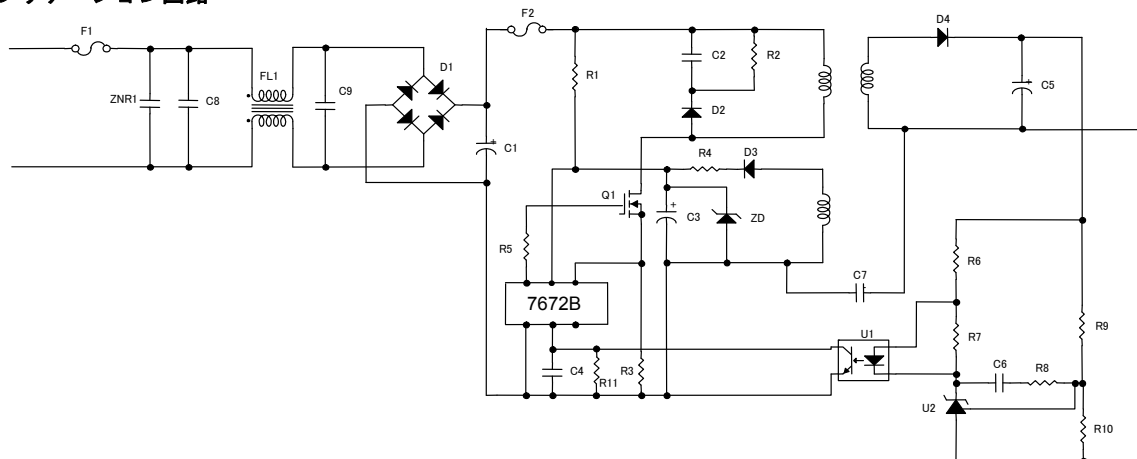 F1
F2
D4
ZNR1
C8
FL1
C9
D1
C1
R1
C2
R2
D2
C5
R4
D3
Q1
C3
ZD
R5
C7
R6
7672B
U1
R7
R9
C4
R11
R3
C6
R8
U2
R10